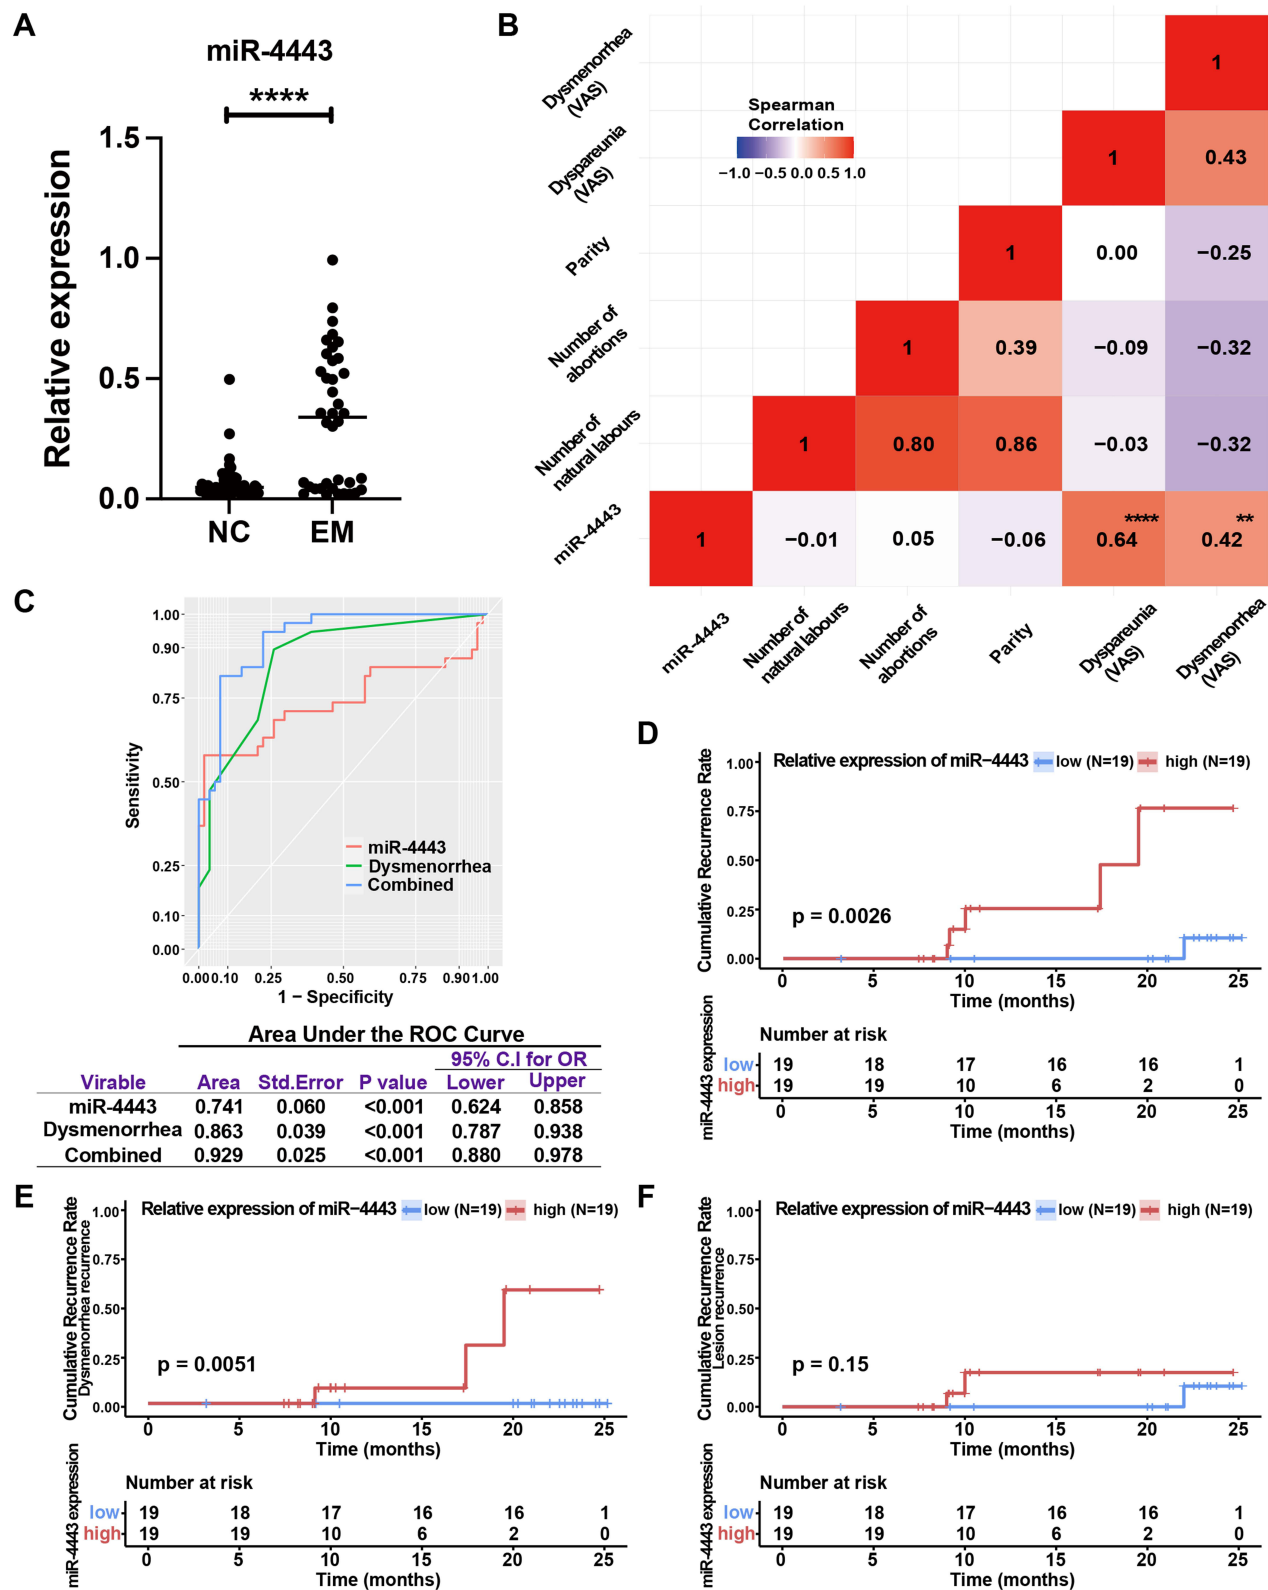 A
miR-4443
****
Relative expression
1.5
1.0
0.5
0.0
NC EM
B
Spearman
Correlation
−1.0 −0.5 0.0 0.5 1.0
Dysmenorrhea
(VAS)
1
Dyspareunia
(VAS)
1 0.43
Parity
1 0.00 −0.25
Number of
abortions
1 0.39 −0.09 −0.32
Number of
natural labours
1 0.80 0.86 −0.03 −0.32
miR-4443
**** **
1 −0.01 0.05 −0.06 0.64 0.42
miR-4443
Number of
natural labours
Number of
abortions
Parity
Dyspareunia
(VAS)
Dysmenorrhea
(VAS)
C
Sensitivity
1.00
0.90
0.75
0.50
0.25
0.10
0.00
miR-4443
Dysmenorrhea
Combined
0.00 0.10 0.25 0.50 0.75 0.90 1.00
1 − Specificity
Area Under the ROC Curve
95% C.I for OR
Virable Area Std.Error P value Lower Upper
miR-4443 0.741 0.060 <0.001 0.624 0.858
Dysmenorrhea 0.863 0.039 <0.001 0.787 0.938
Combined 0.929 0.025 <0.001 0.880 0.978
D
Relative expression of miR−4443 low (N=19) high (N=19)
Cumulative Recurrence Rate
1.00
0.75
0.50
0.25
0.00
p = 0.0026
0 5 10 15 20 25
Time (months)
Number at risk
miR-4443 expression
low 19 18 17 16 16 1
high 19 19 10 6 2 0
0 5 10 15 20 25
Time (months)
E
Relative expression of miR−4443 low (N=19) high (N=19)
Cumulative Recurrence Rate
Dysmenorrhea recurrence
1.00
0.75
0.50
0.25
0.00
p = 0.0051
0 5 10 15 20 25
Time (months)
Number at risk
miR-4443 expression
low 19 18 17 16 16 1
high 19 19 10 6 2 0
0 5 10 15 20 25
Time (months)
F
Relative expression of miR−4443 low (N=19) high (N=19)
Cumulative Recurrence Rate
Lesion recurrence
1.00
0.75
0.50
0.25
0.00
p = 0.15
0 5 10 15 20 25
Time (months)
Number at risk
miR-4443 expression
low 19 18 17 16 16 1
high 19 19 10 6 2 0
0 5 10 15 20 25
Time (months)